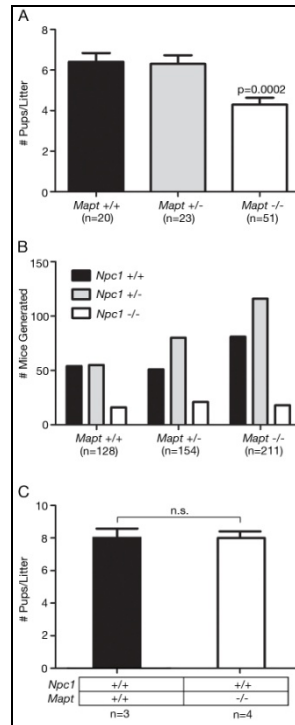 A
# Pups/Litter
8
6
4
2
0
p=0.0002
Mapt +/+ Mapt +/- Mapt -/-
(n=20) (n=23) (n=51)
B
# Mice Generated
150
100
50
0
Npc1 +/+
Npc1 +/-
Npc1 -/-
Mapt +/+ Mapt +/- Mapt -/-
(n=128) (n=154) (n=211)
C
# Pups/Litter
10
8
6
4
2
0
n.s.
Npc1 +/+ +/+
Mapt +/+ -/-
n=3 n=4